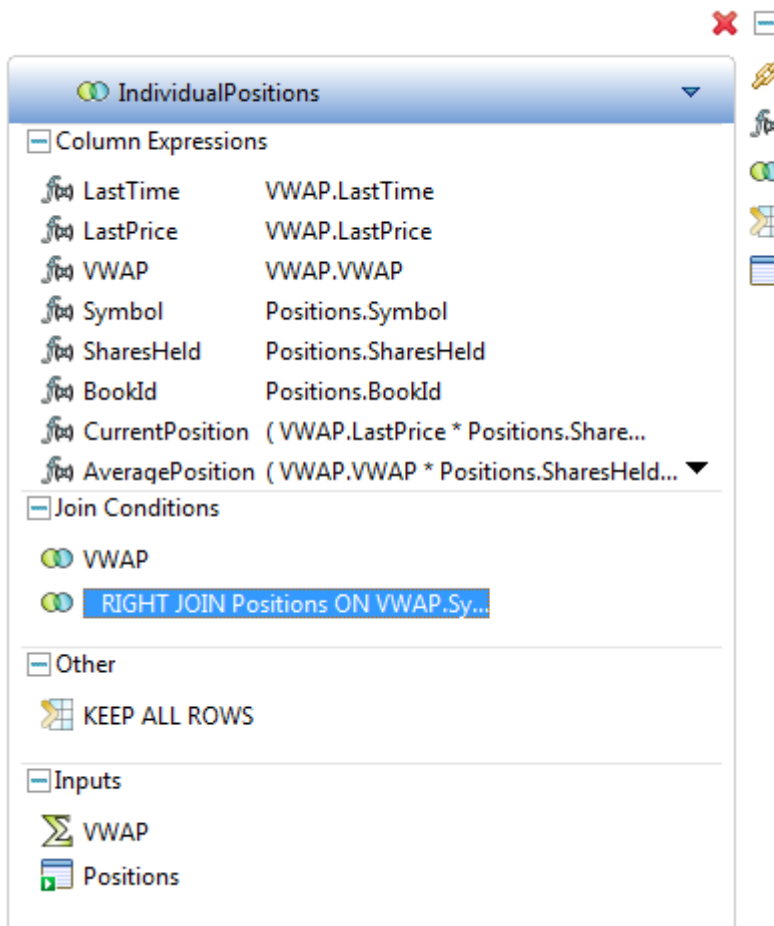 IndividualPositions
Column Expressions
f(x) LastTime VWAP.LastTime
f(x) LastPrice VWAP.LastPrice
f(x) VWAP VWAP.VWAP
f(x) Symbol Positions.Symbol
f(x) SharesHeld Positions.SharesHeld
f(x) BookId Positions.BookId
f(x) CurrentPosition ( VWAP.LastPrice * Positions.Share...
f(x) AveragePosition ( VWAP.VWAP * Positions.SharesHeld...
Join Conditions
VWAP
RIGHT JOIN Positions ON VWAP.Sy...
Other
KEEP ALL ROWS
Inputs
Σ VWAP
Positions